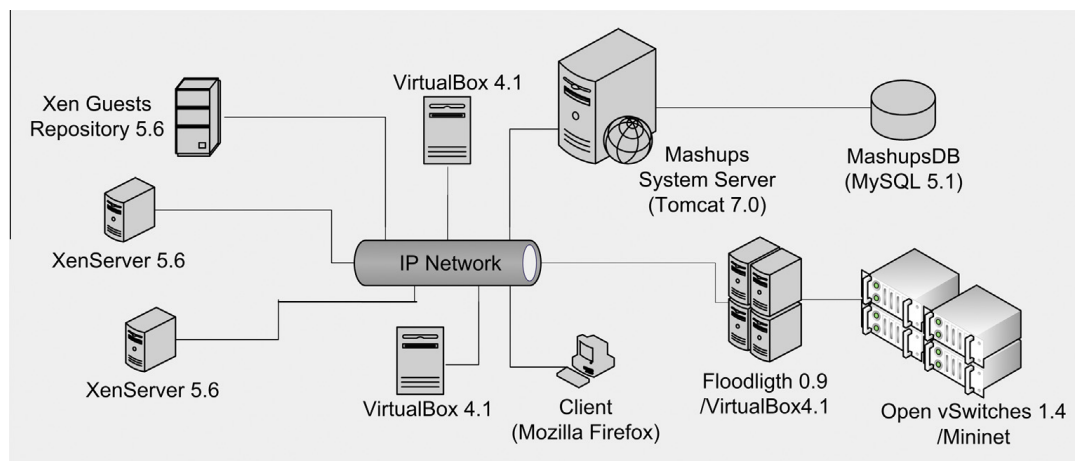 Xen Guests
Repository 5.6
VirtualBox 4.1
Mashups
System Server
(Tomcat 7.0)
MashupsDB
(MySQL 5.1)
XenServer 5.6
IP Network
XenServer 5.6
VirtualBox 4.1
Client
(Mozilla Firefox)
Floodligth 0.9
/VirtualBox4.1
Open vSwitches 1.4
/Mininet